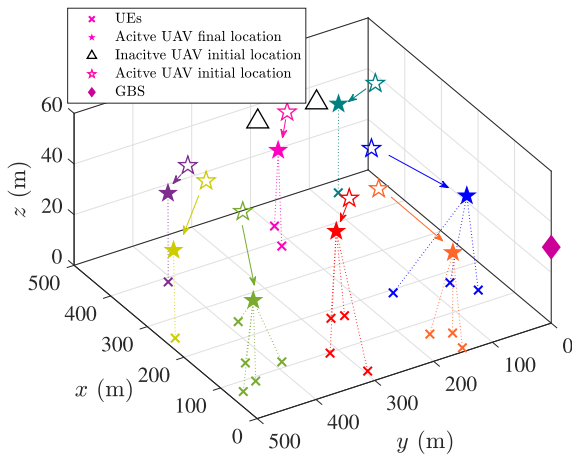 UEs
Acitve UAV final location
Inacitve UAV initial location
Acitve UAV initial location
GBS
60
40
20
0
z (m)
500
400
300
200
100
0
x (m)
500
400
300
200
100
0
y (m)